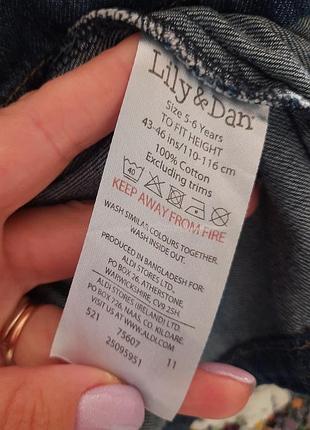 Lily & Dan
Size 5-6 Years
TO FIT HEIGHT
43-46 ins/110-116 cm
100% Cotton
Excluding trims
40
KEEP AWAY FROM FIRE
WASH SIMILAR COLOURS TOGETHER.
WASH INSIDE OUT.
PRODUCED IN BANGLADESH FOR:
ALDI STORES LTD.
PO BOX 26, ATHERSTONE,
WARWICKSHIRE, CV9 2SH.
ALDI STORES (IRELAND) LTD.
PO BOX 726, NAAS, CO. KILDARE.
VISIT US AT WWW.ALDI.COM
521 75607 11
25095951